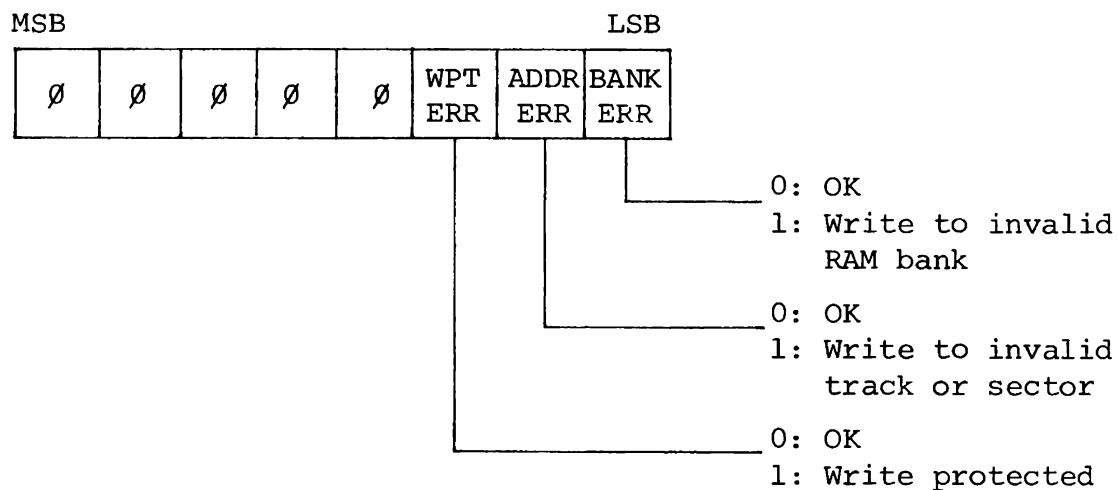 MSB LSB
Ø Ø Ø Ø Ø WPT ADDR BANK
ERR ERR ERR
0: OK
1: Write to invalid
RAM bank
0: OK
1: Write to invalid
track or sector
0: OK
1: Write protected